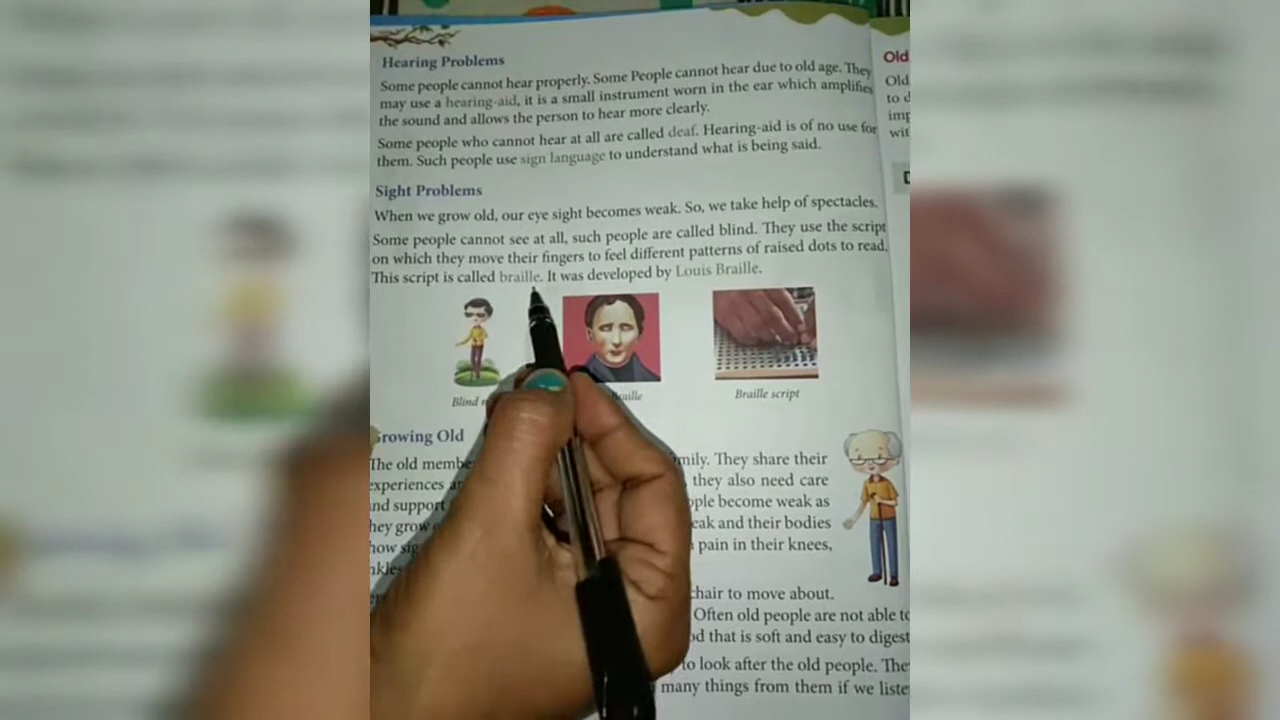 Hearing Problems
Some people cannot hear properly. Some People cannot hear due to old age. They
may use a hearing-aid, it is a small instrument worn in the ear which amplifies
the sound and allows the person to hear more clearly.
Some people who cannot hear at all are called deaf. Hearing-aid is of no use for
them. Such people use sign language to understand what is being said.
Sight Problems
When we grow old, our eye sight becomes weak. So, we take help of spectacles.
Some people cannot see at all, such people are called blind. They use the script
on which they move their fingers to feel different patterns of raised dots to read.
This script is called braille. It was developed by Louis Braille.
Blind
Braille script
Growing Old
The old
mily. They share their
experiences
they also need care
and support
ople become weak as
they grow
eak and their bodies
pain in their knees,
chair to move about.
Often old people are not able to
that is soft and easy to digest
to look after the old people. The
many things from them if we liste
Old
Old
to d
imp
wit